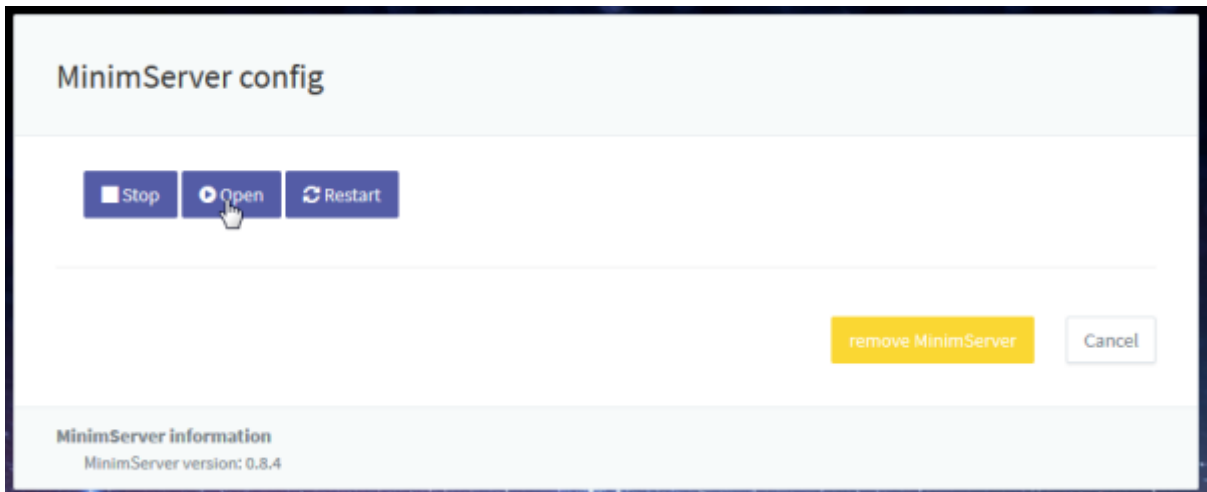 MinimServer config
Stop Open Restart
remove MinimServer Cancel
MinimServer information
MinimServer version: 0.8.4